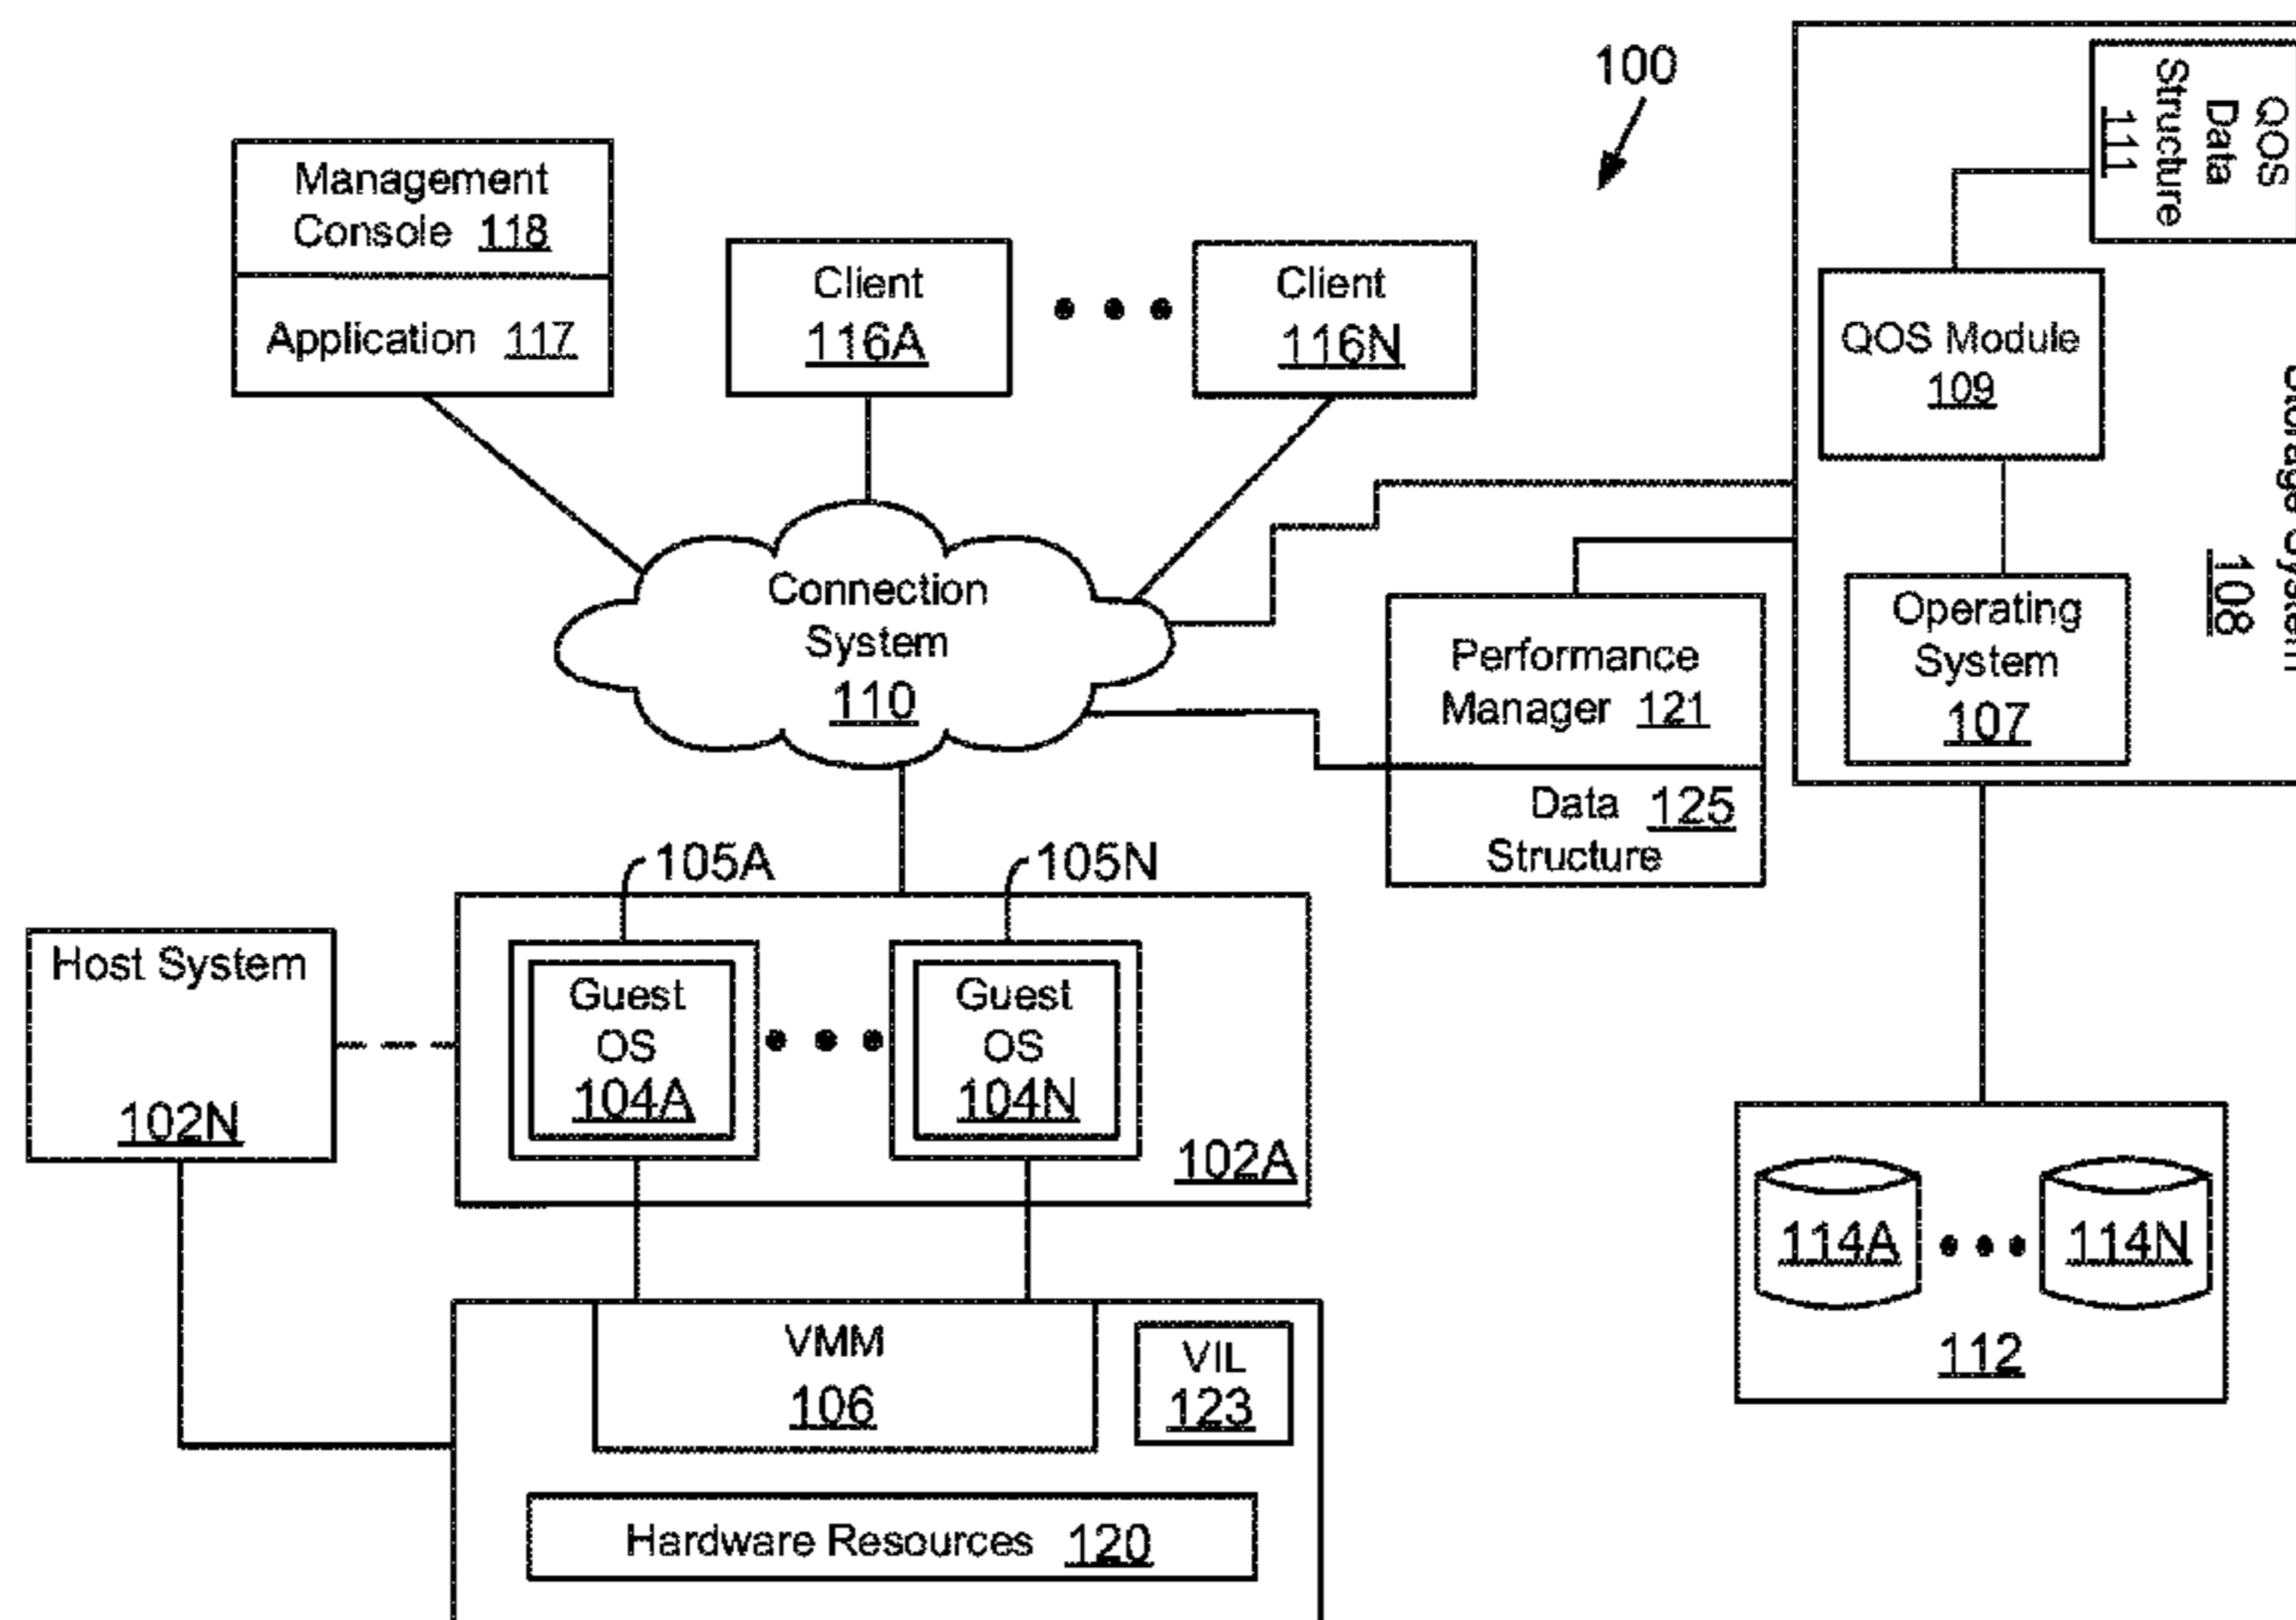 100
Management
Console 118
Application 117
Client
116A
Client
116N
QOS
Data
Structure
111
QOS Module
109
Storage System
108
Operating
System
107
Connection
System
110
Performance
Manager 121
Data 125
Structure
105A
105N
Host System
102N
Guest
OS
104A
Guest
OS
104N
102A
114A
114N
112
VMM
106
VIL
123
Hardware Resources 120